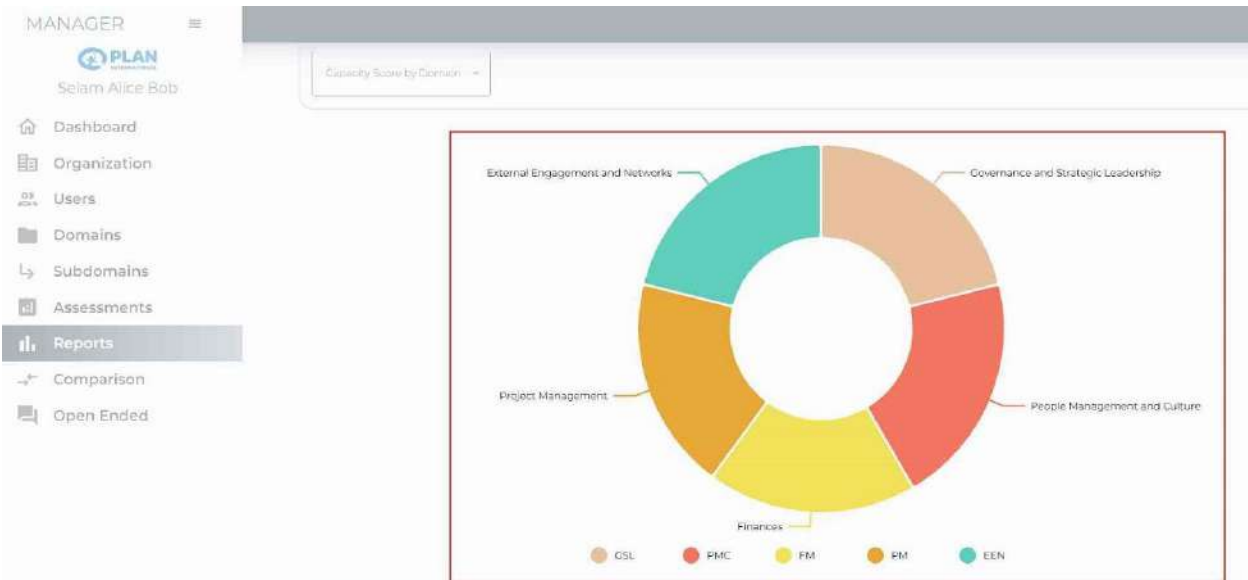 MANAGER
PLAN
Selam Alice Bob
Dashboard
Organization
Users
Domains
Subdomains
Assessments
Reports
Comparison
Open Ended
Capacity Score by Domain
External Engagement and Networks
Governance and Strategic Leadership
Project Management
People Management and Culture
Finances
GSL PMC FM PM EEN